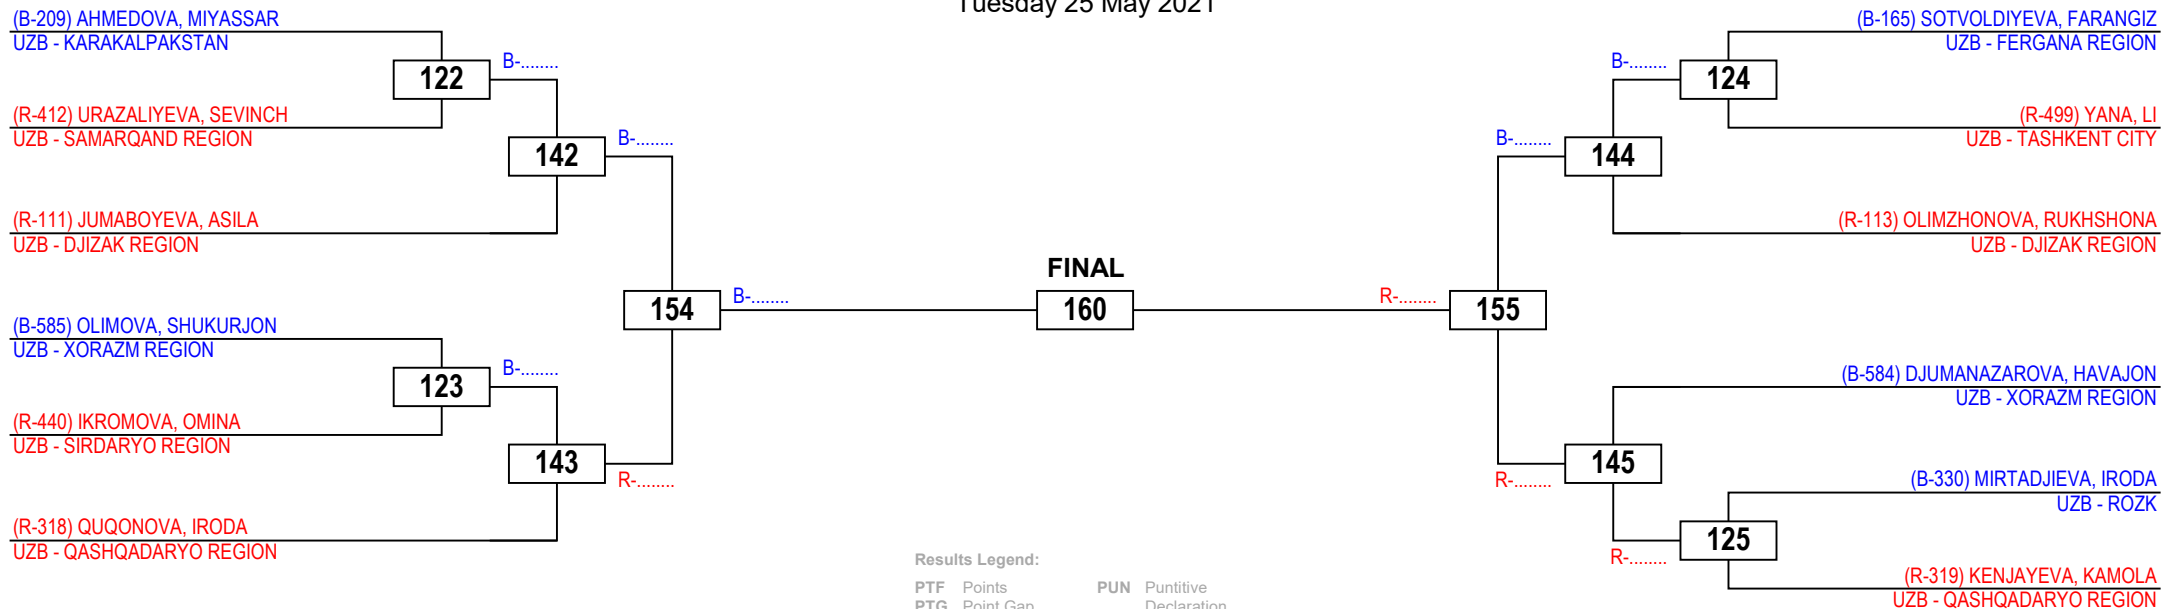 Tuesday 25 May 2021
(B-209) AHMEDOVA, MIYASSAR
UZB - KARAKALPAKSTAN
122
B-........
(R-412) URAZALIYEVA, SEVINCH
UZB - SAMARQAND REGION
142
B-........
(R-111) JUMABOYEVA, ASILA
UZB - DJIZAK REGION
154
B-........
(B-585) OLIMOVA, SHUKURJON
UZB - XORAZM REGION
123
B-........
(R-440) IKROMOVA, OMINA
UZB - SIRDARYO REGION
143
R-........
(R-318) QUQONOVA, IRODA
UZB - QASHQADARYO REGION
FINAL
160
(B-165) SOTVOLDIYEVA, FARANGIZ
UZB - FERGANA REGION
B-........
124
(R-499) YANA, LI
UZB - TASHKENT CITY
B-........
144
(R-113) OLIMZHONOVA, RUKHSHONA
UZB - DJIZAK REGION
R-........
155
(B-584) DJUMANAZAROVA, HAVAJON
UZB - XORAZM REGION
145
R-........
(B-330) MIRTADJIEVA, IRODA
UZB - ROZK
125
R-........
(R-319) KENJAYEVA, KAMOLA
UZB - QASHQADARYO REGION
Results Legend:
PTF Points PUN Puntitive
PTG Point Gap Declaration